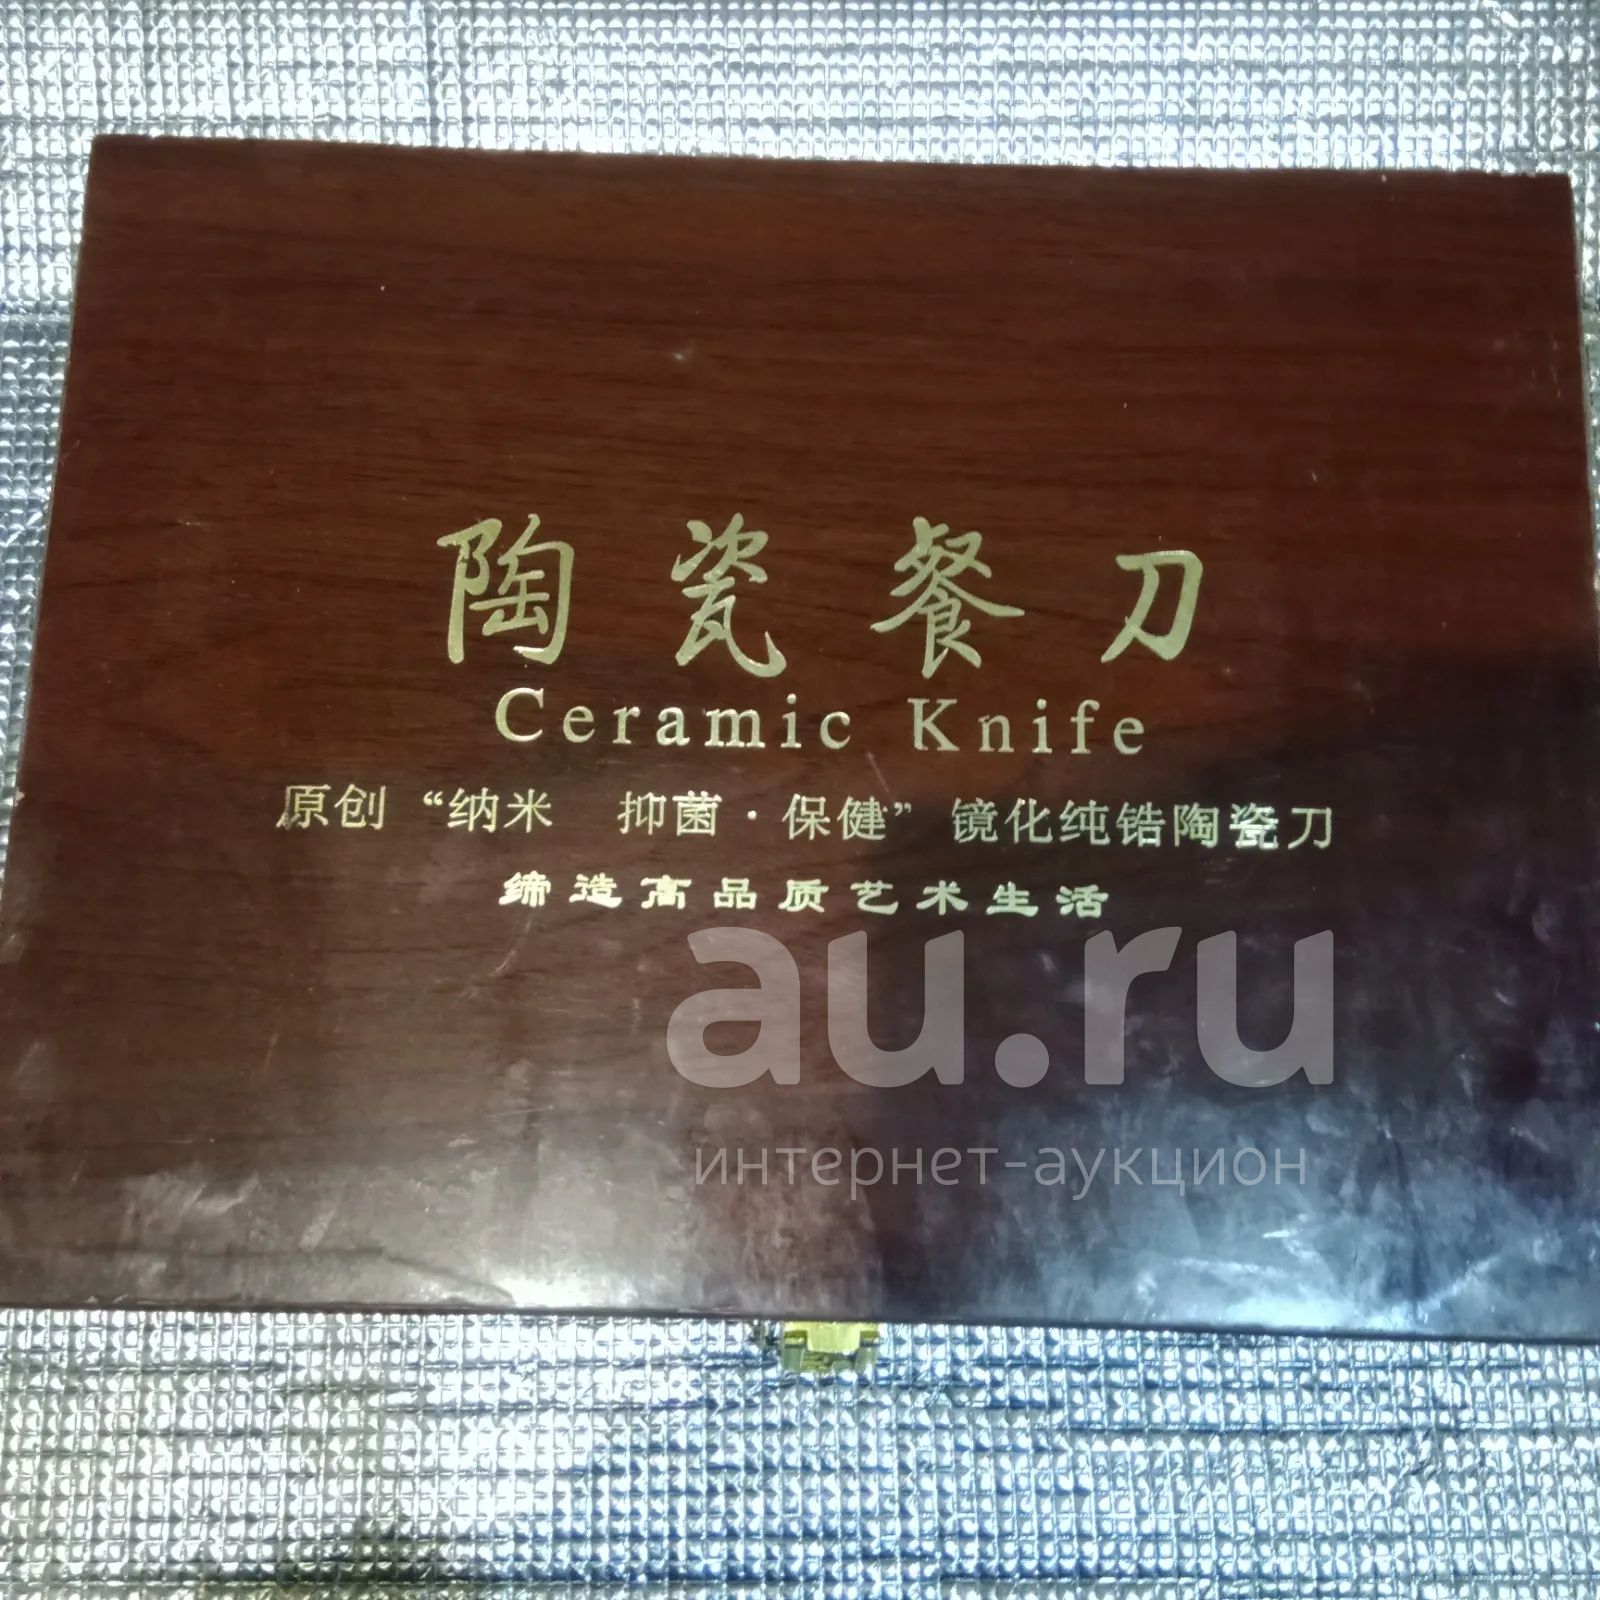 陶瓷餐刀
Ceramic Knife
原创 “纳米 抑菌·保健” 镜化纯锆陶瓷刀
缔造高品质艺术生活
au.ru
интернет-аукцион